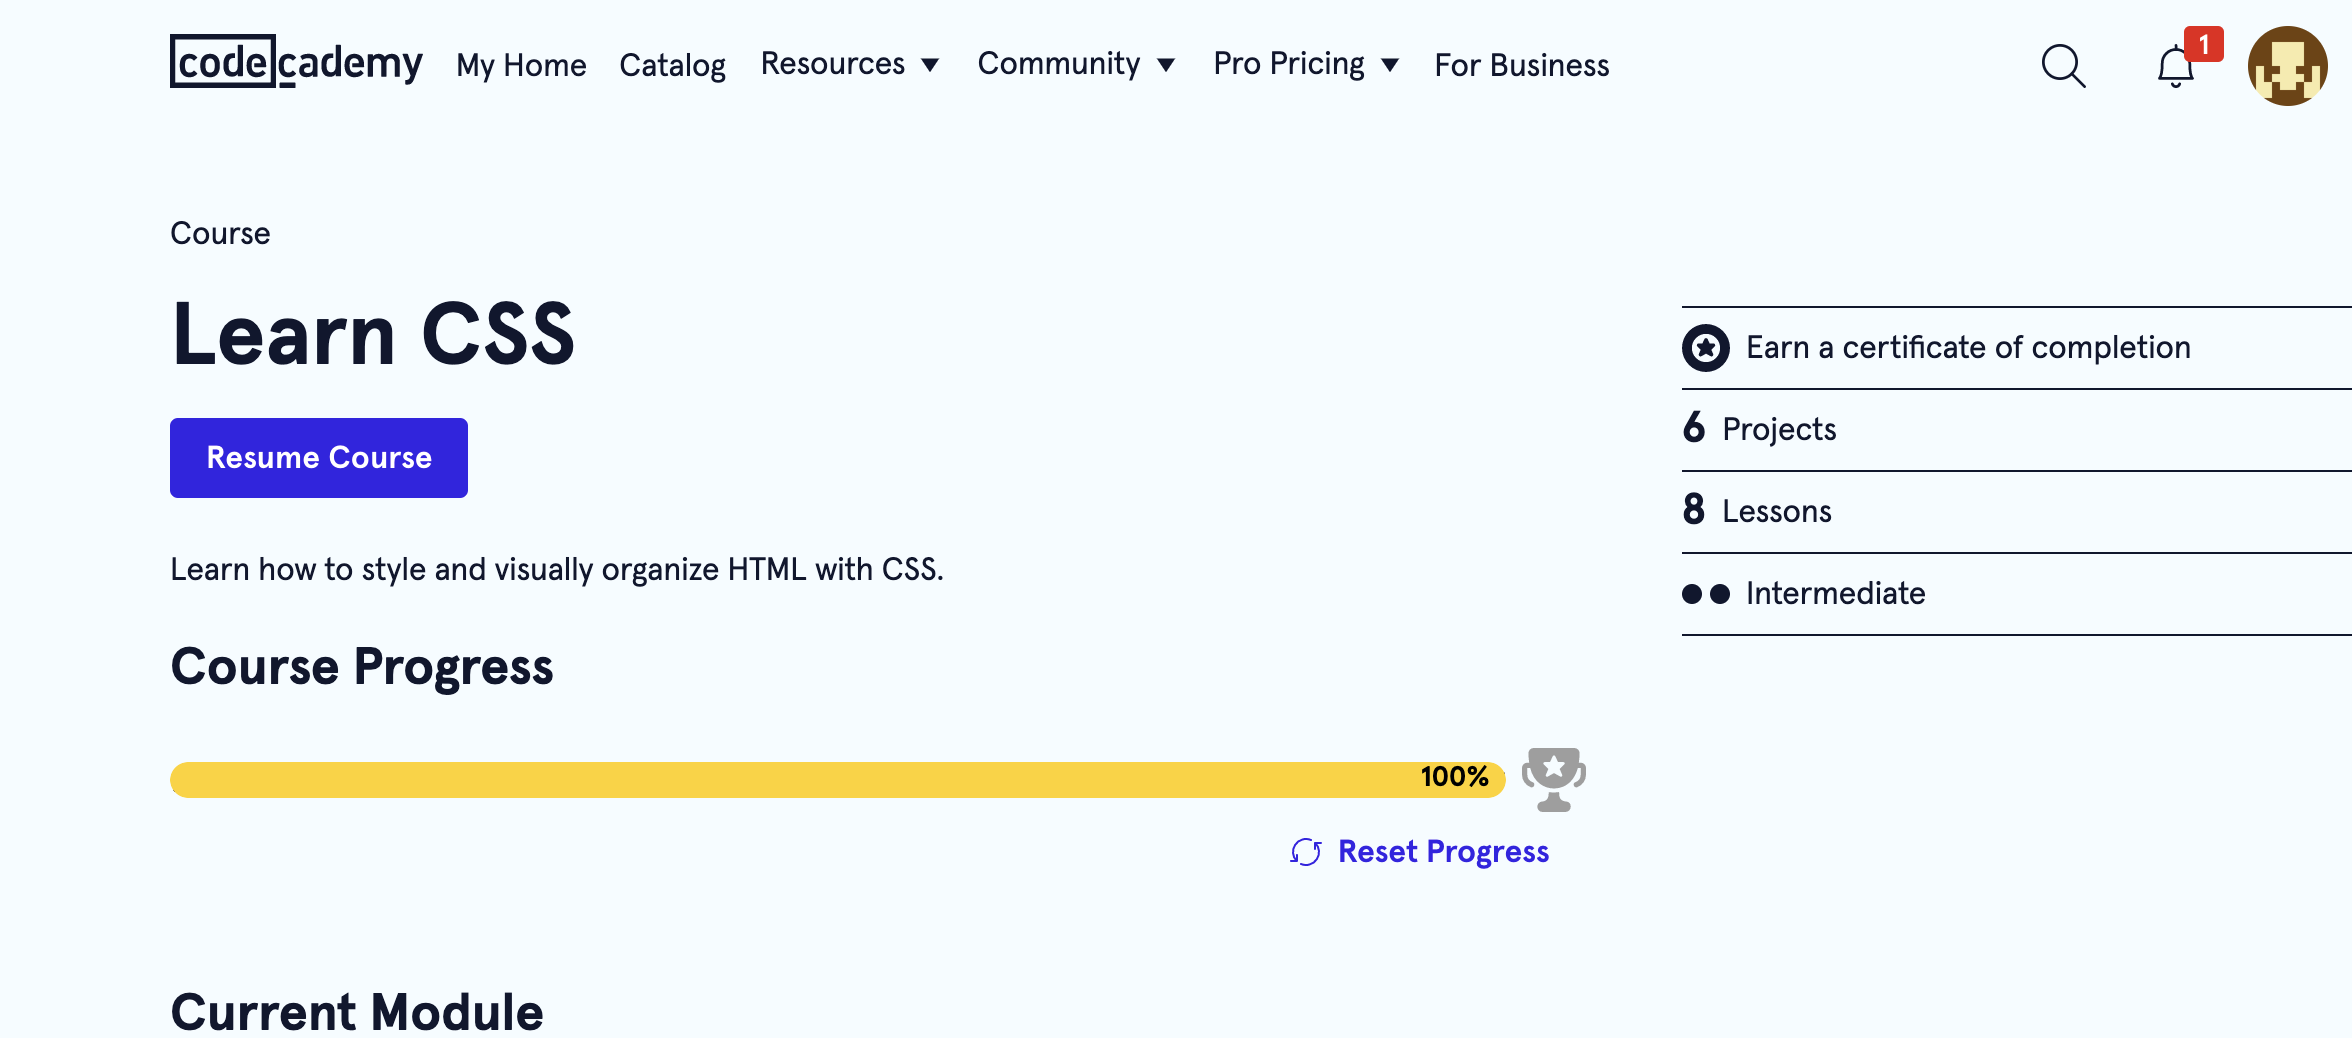 codecademy My Home Catalog Resources Community Pro Pricing For Business 1
Course
Learn CSS
Resume Course
Learn how to style and visually organize HTML with CSS.
Earn a certificate of completion
6 Projects
8 Lessons
Intermediate
Course Progress
100%
Reset Progress
Current Module